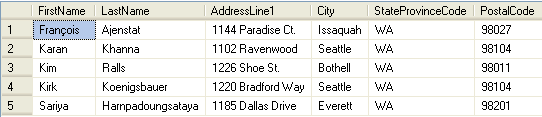 FirstName LastName AddressLine1 City StateProvinceCode PostalCode
1 François Ajenstat 1144 Paradise Ct. Issaquah WA 98027
2 Karan Khanna 1102 Ravenwood Seattle WA 98104
3 Kim Ralls 1226 Shoe St. Bothell WA 98011
4 Kirk Koenigsbauer 1220 Bradford Way Seattle WA 98104
5 Sariya Harnpadoungsataya 1185 Dallas Drive Everett WA 98201